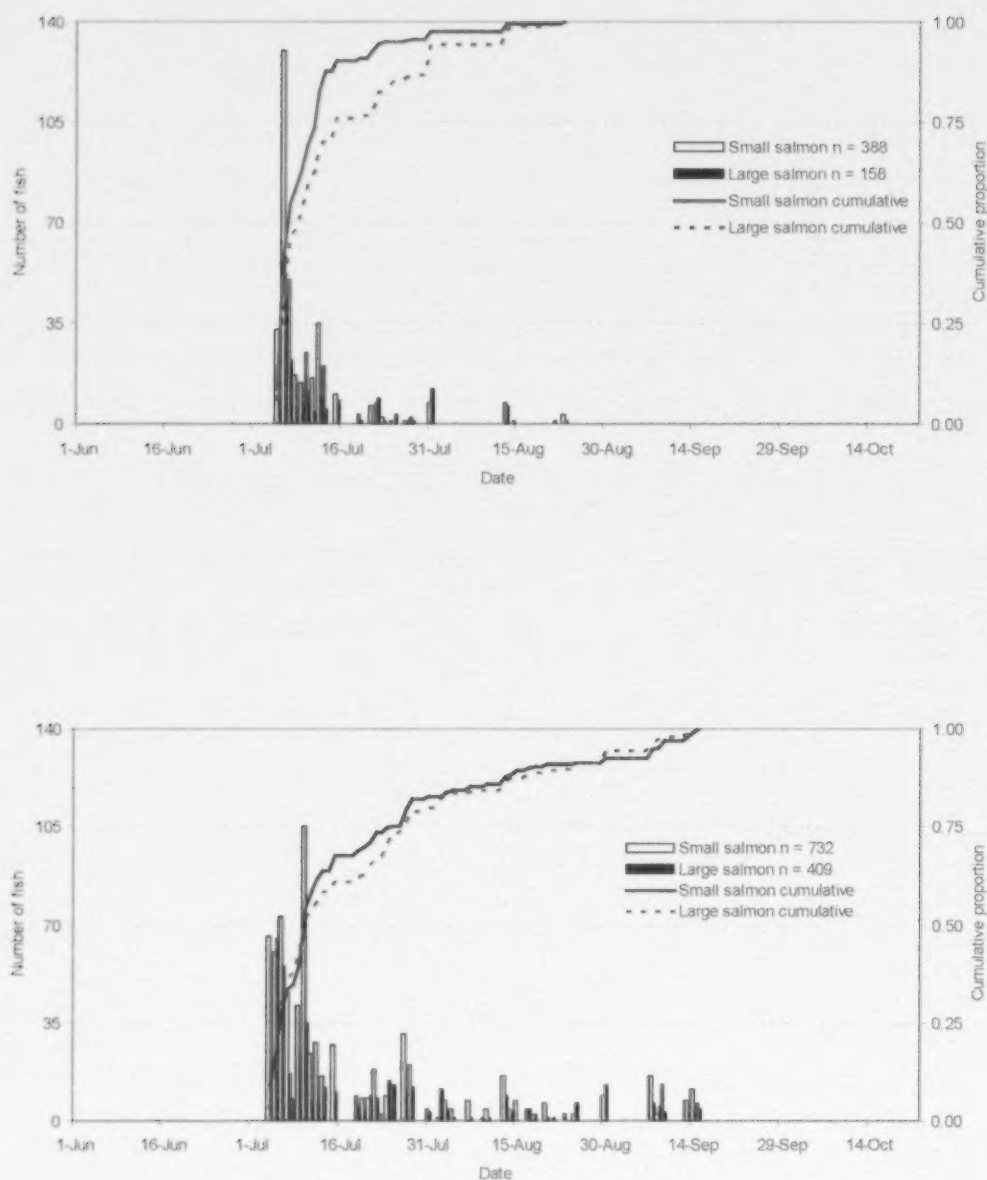 140
105
70
35
0
Number of fish
1.00
0.75
0.50
0.25
0.00
Cumulative proportion
Small salmon n = 388
Large salmon n = 158
Small salmon cumulative
Large salmon cumulative
1-Jun 16-Jun 1-Jul 16-Jul 31-Jul 15-Aug 30-Aug 14-Sep 29-Sep 14-Oct
Date
140
105
70
35
0
Number of fish
1.00
0.75
0.50
0.25
0.00
Cumulative proportion
Small salmon n = 732
Large salmon n = 409
Small salmon cumulative
Large salmon cumulative
1-Jun 16-Jun 1-Jul 16-Jul 31-Jul 15-Aug 30-Aug 14-Sep 29-Sep 14-Oct
Date